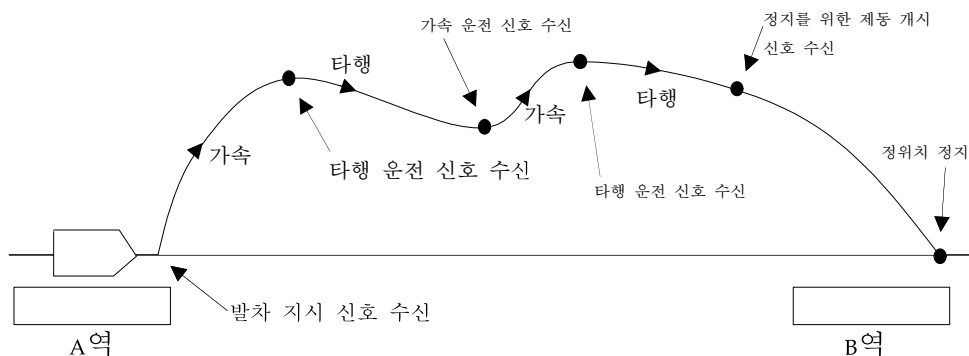 정지를 위한 제동 개시
신호 수신
가속 운전 신호 수신
타행
가속
타행
가속
타행 운전 신호 수신
타행 운전 신호 수신
정위치 정지
발차 지시 신호 수신
A역
B역